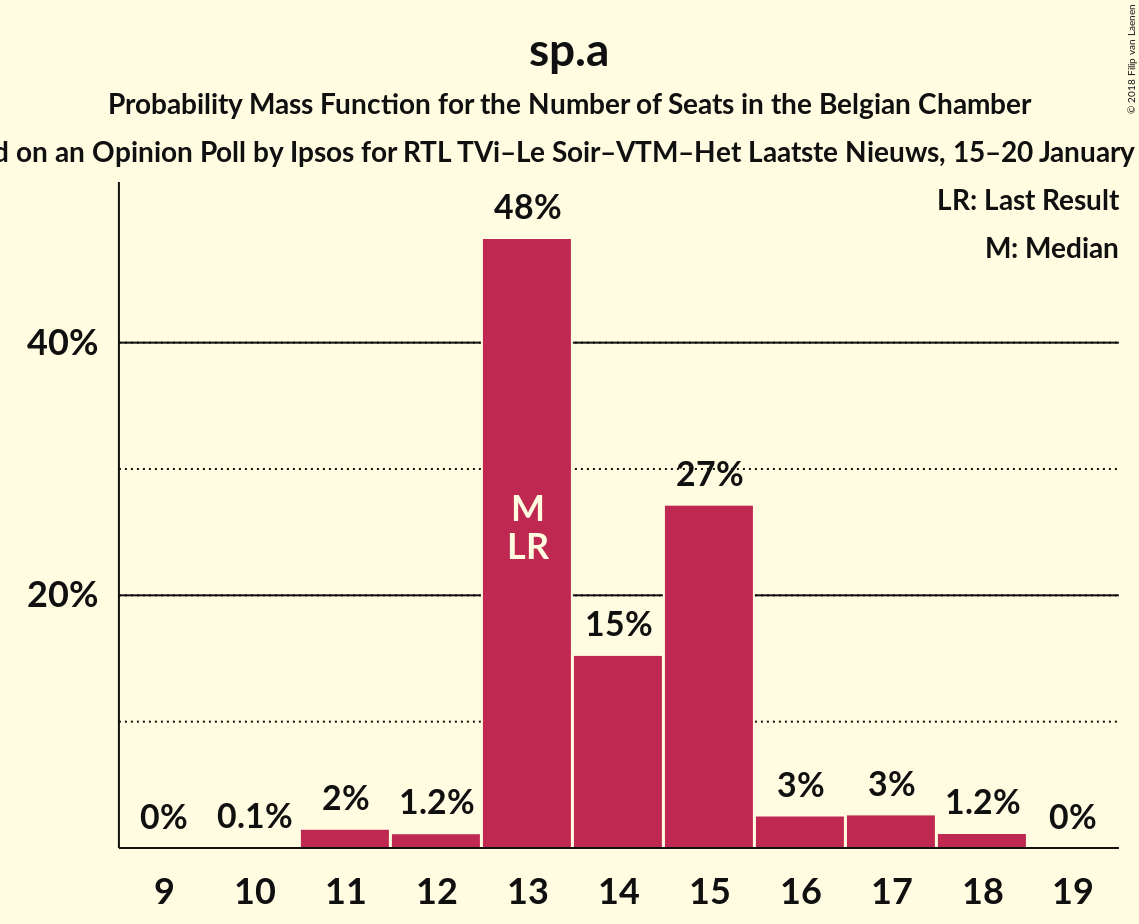 sp.a
Probability Mass Function for the Number of Seats in the Belgian Chamber
on an Opinion Poll by Ipsos for RTL TVi–Le Soir–VTM–Het Laatste Nieuws, 15–20 January
© 2018 Filip van Laenen
LR: Last Result
M: Median
48%
40%
27%
M
LR
20%
15%
0%
0.1%
2%
1.2%
3%
3%
1.2%
0%
9 10 11 12 13 14 15 16 17 18 19